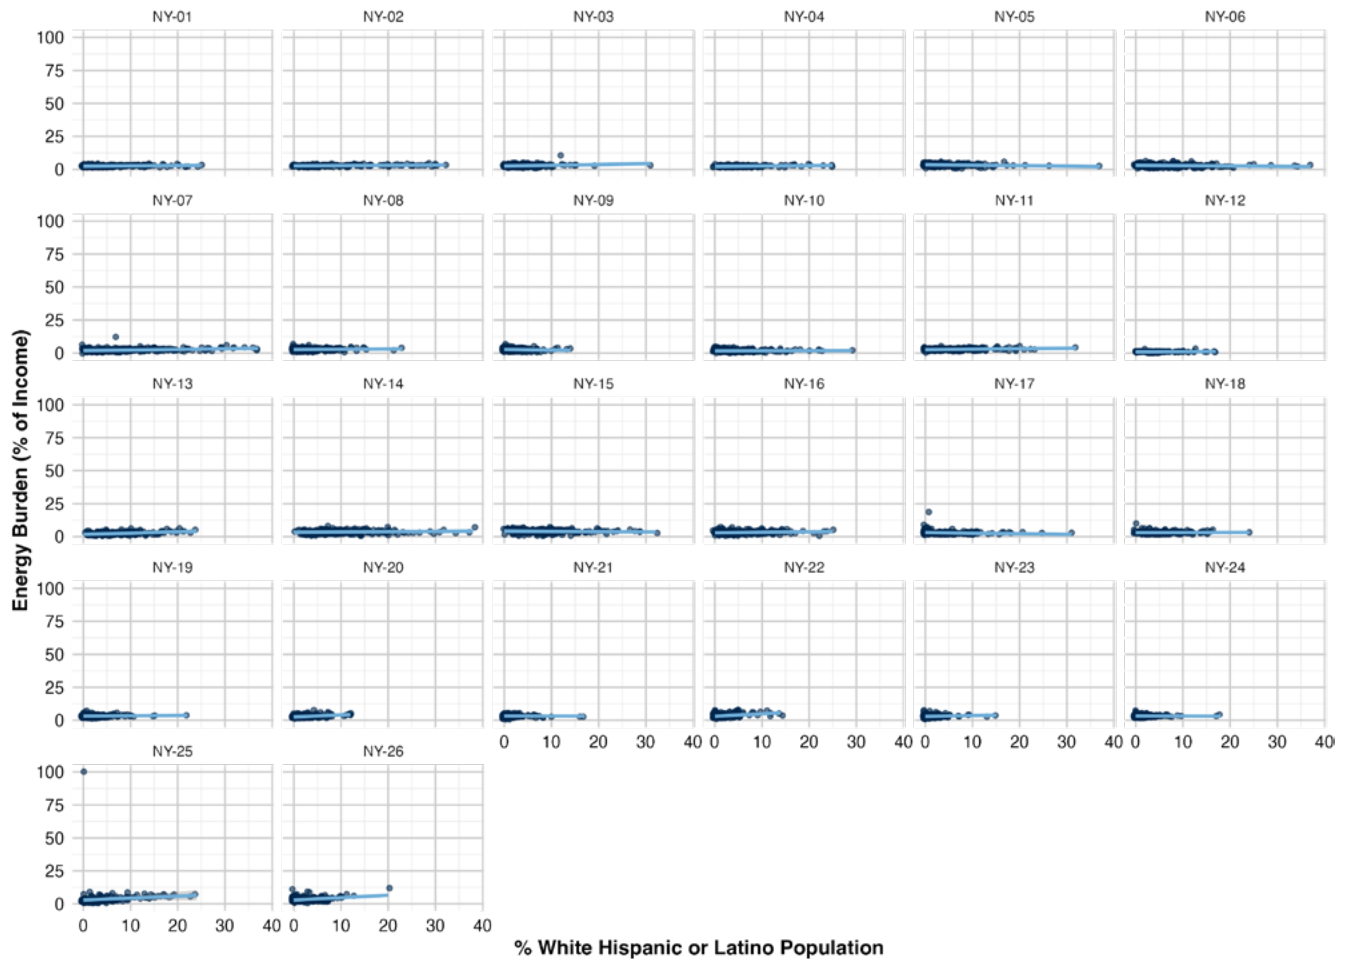 NY-01 NY-02 NY-03 NY-04 NY-05 NY-06
100
75
50
25
0
NY-07 NY-08 NY-09 NY-10 NY-11 NY-12
100
75
50
25
0
NY-13 NY-14 NY-15 NY-16 NY-17 NY-18
100
75
50
25
0
Energy Burden (% of Income)
NY-19 NY-20 NY-21 NY-22 NY-23 NY-24
100
75
50
25
0
0 10 20 30 40 0 10 20 30 40 0 10 20 30 40 0 10 20 30 40
NY-25 NY-26
100
75
50
25
0
0 10 20 30 40 0 10 20 30 40
% White Hispanic or Latino Population